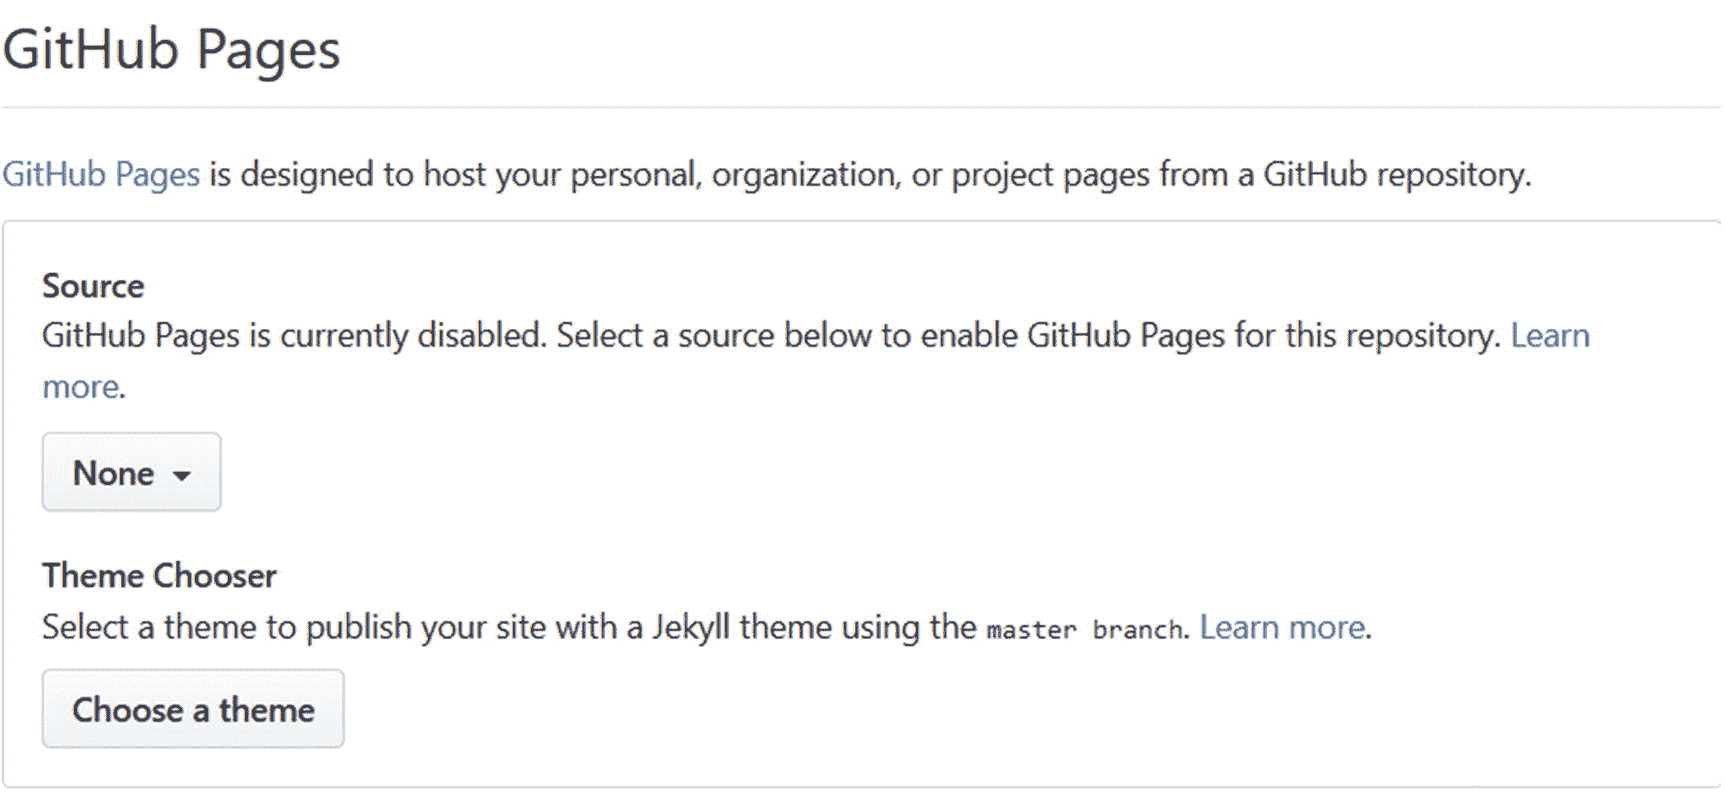 GitHub Pages
GitHub Pages is designed to host your personal, organization, or project pages from a GitHub repository.
Source
GitHub Pages is currently disabled. Select a source below to enable GitHub Pages for this repository. Learn
more.
None
Theme Chooser
Select a theme to publish your site with a Jekyll theme using the master branch. Learn more.
Choose a theme